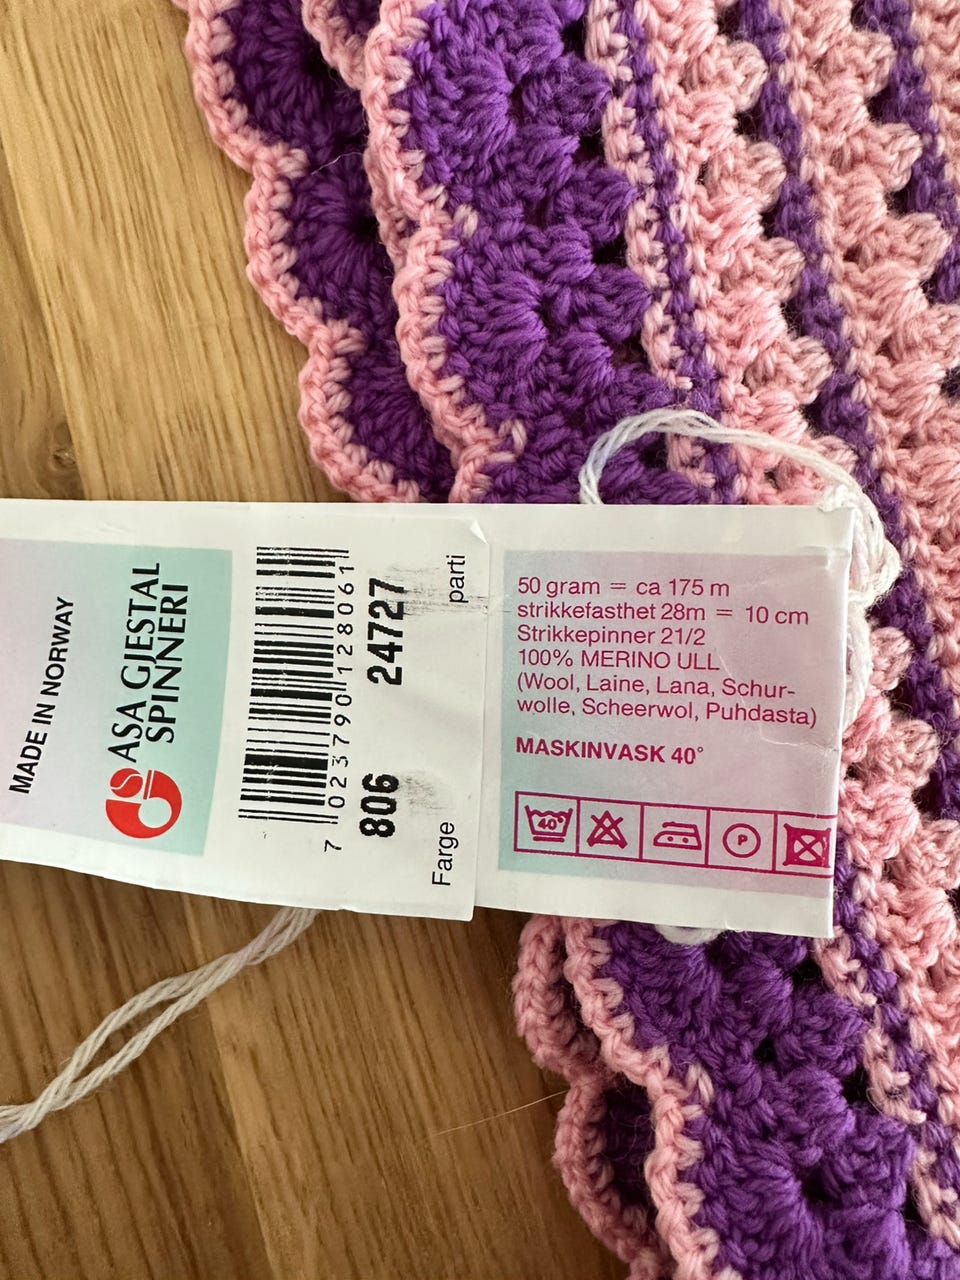 MADE IN NORWAY
ASA GJESTAL
SPINNERI
7 023790 128061
806 24727
Farge parti
50 gram = ca 175 m
strikkefasthet 28m = 10 cm
Strikkepinner 21/2
100% MERINO ULL
(Wool, Laine, Lana, Schur-
wolle, Scheerwol, Puhdasta)
MASKINVASK 40°
40°
P